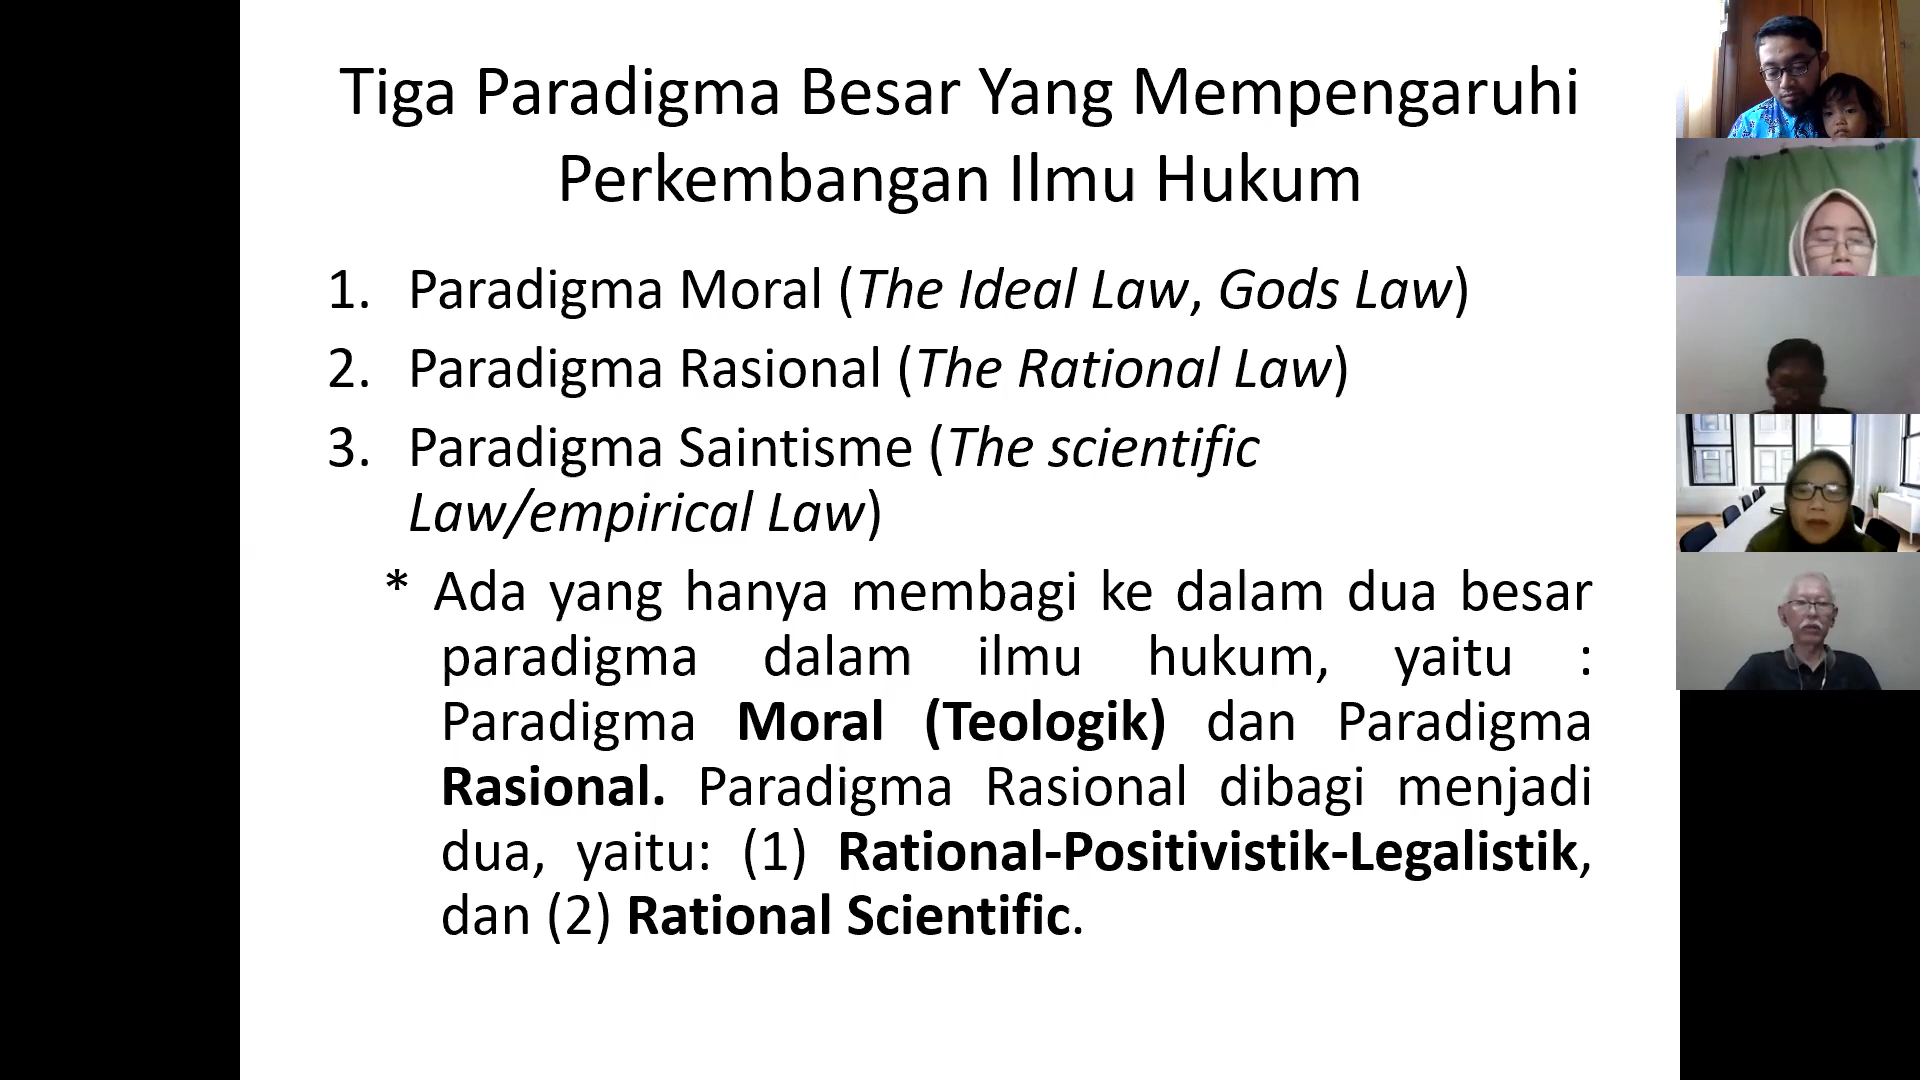 Tiga Paradigma Besar Yang Mempengaruhi
Perkembangan Ilmu Hukum
1. Paradigma Moral (The Ideal Law, Gods Law)
2. Paradigma Rasional (The Rational Law)
3. Paradigma Saintisme (The scientific
Law/empirical Law)
* Ada yang hanya membagi ke dalam dua besar
paradigma dalam ilmu hukum, yaitu :
Paradigma Moral (Teologik) dan Paradigma
Rasional. Paradigma Rasional dibagi menjadi
dua, yaitu: (1) Rational-Positivistik-Legalistik,
dan (2) Rational Scientific.